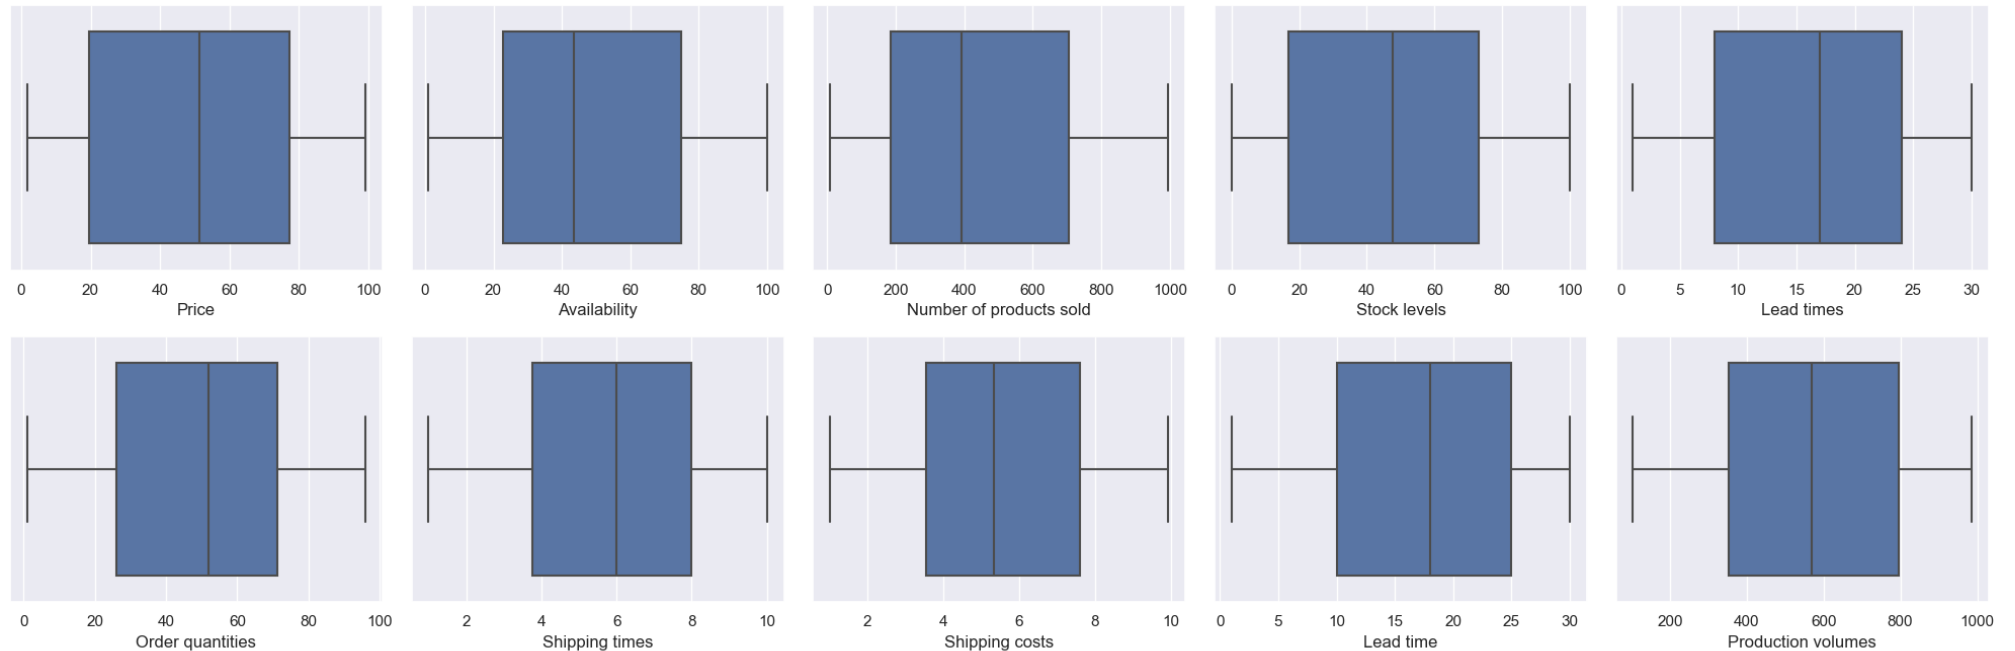 0 20 40 60 80 100
Price
0 20 40 60 80 100
Availability
0 200 400 600 800 1000
Number of products sold
0 20 40 60 80 100
Stock levels
0 5 10 15 20 25 30
Lead times
0 20 40 60 80 100
Order quantities
2 4 6 8 10
Shipping times
2 4 6 8 10
Shipping costs
0 5 10 15 20 25 30
Lead time
200 400 600 800 1000
Production volumes